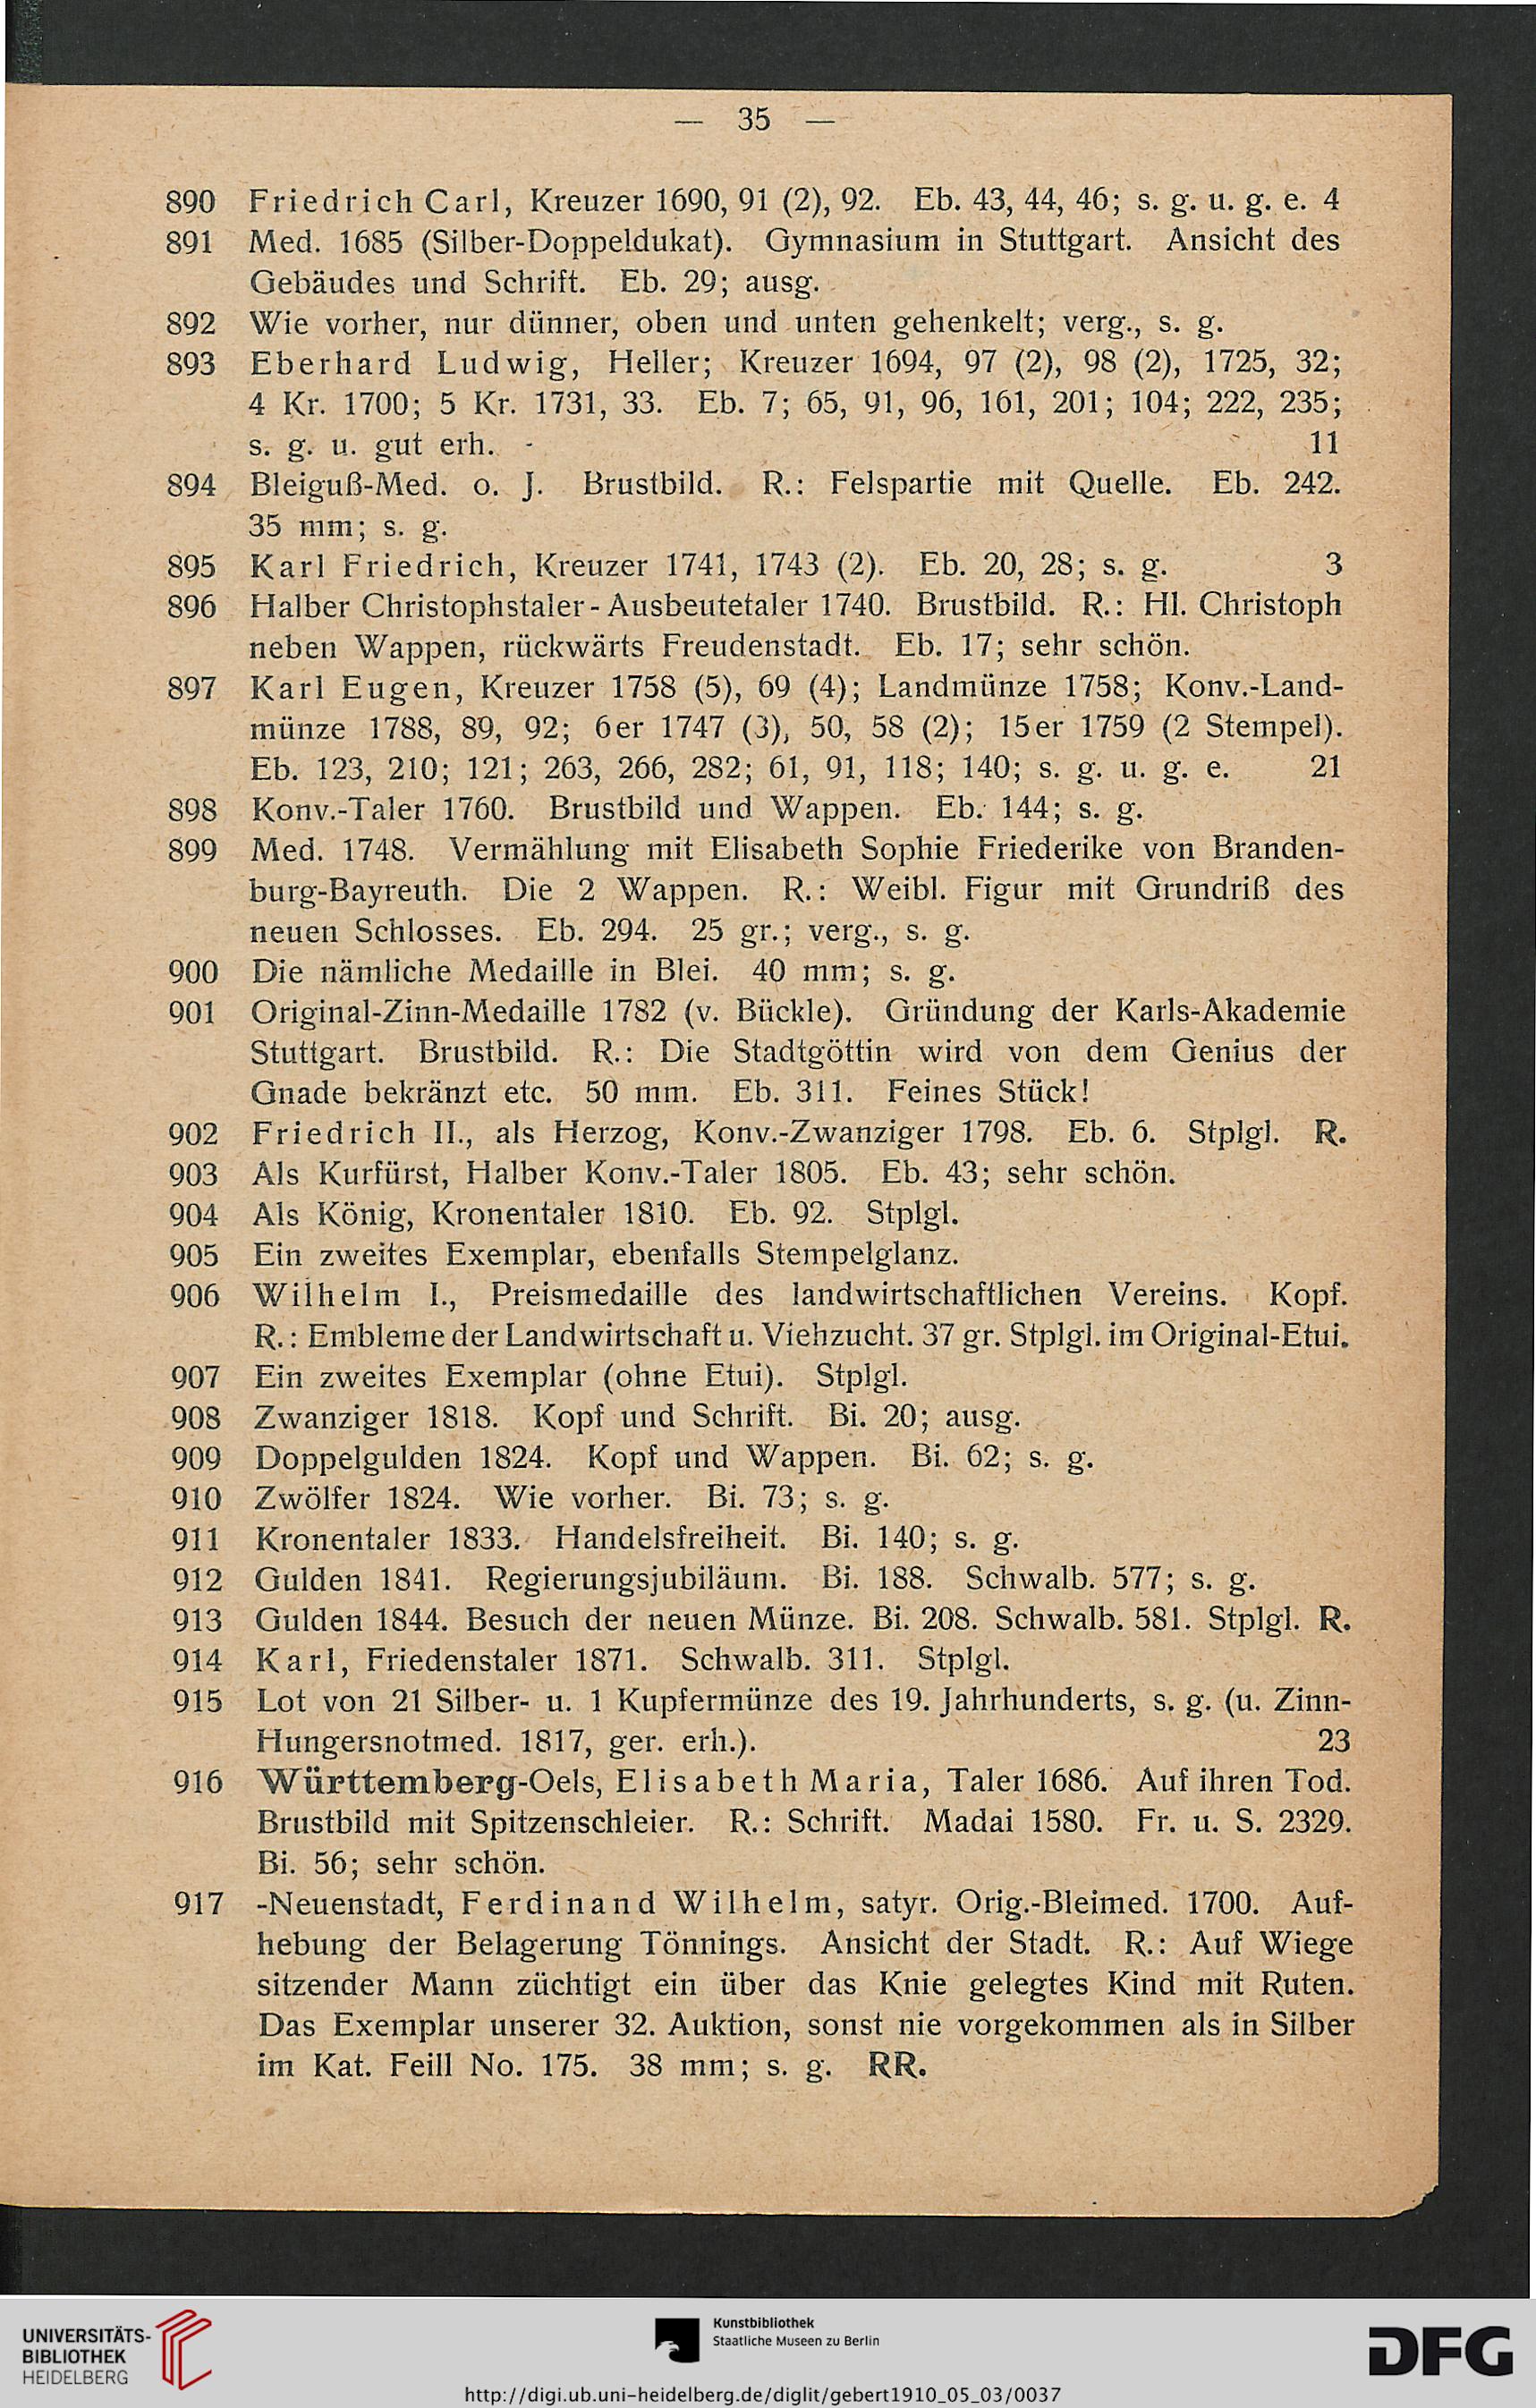 — 35 —
890 Friedrich Carl, Kreuzer 1690, 91 (2), 92. Eb. 43, 44, 46; s. g. u. g. e. 4
891 Med. 1685 (Silber-Doppeldukat). Gymnasium in Stuttgart. Ansicht des
Gebäudes und Schrift. Eb. 29; ausg.
892 Wie vorher, nur dünner, oben und unten gehenkelt; verg., s. g.
893 Eberhard Ludwig, Heller; Kreuzer 1694, 97 (2), 98 (2), 1725, 32;
4 Kr. 1700; 5 Kr. 1731, 33. Eb. 7; 65, 91, 96, 161, 201; 104; 222, 235;
s. g. u. gut erh. 11
894 Bleiguß-Med. o. J. Brustbild. R.: Felspartie mit Quelle. Eb. 242.
35 mm; s. g.
895 Karl Friedrich, Kreuzer 1741, 1743 (2). Eb. 20, 28; s. g. 3
896 Halber Christophstaler-Ausbeutetaler 1740. Brustbild. R.: Hl. Christoph
neben Wappen, rückwärts Freudenstadt. Eb. 17; sehr schön.
897 Karl Eugen, Kreuzer 1758 (5), 69 (4); Landmünze 1758; Konv.-Land-
münze 1788, 89, 92; 6er 1747 (3), 50, 58 (2); 15er 1759 (2 Stempel).
Eb. 123, 210; 121; 263, 266, 282; 61, 91, 118; 140; s. g. u. g. e. 21
898 Konv.-Taler 1760. Brustbild und Wappen. Eb. 144; s. g.
899 Med. 1748. Vermählung mit Elisabeth Sophie Friederike von Branden-
burg-Bayreuth. Die 2 Wappen. R.: Weibl. Figur mit Grundriß des
neuen Schlosses. Eb. 294. 25 gr.; verg., s. g.
900 Die nämliche Medaille in Blei. 40 mm; s. g.
901 Original-Zinn-Medaille 1782 (v. Bückle). Gründung der Karls-Akademie
Stuttgart. Brustbild. R.: Die Stadtgöttin wird von dem Genius der
Gnade bekränzt etc. 50 mm. Eb. 311. Feines Stück!
902 Friedrich II., als Herzog, Konv.-Zwanziger 1798. Eb. 6. Stplgl. R.
903 Als Kurfürst, Halber Konv.-Taler 1805. Eb. 43; sehr schön.
904 Als König, Kronentaler 1810. Eb. 92. Stplgl.
905 Ein zweites Exemplar, ebenfalls Stempelglanz.
906 Wilhelm I., Preismedaille des landwirtschaftlichen Vereins. Kopf.
R.: Embleme der Landwirtschaft u. Viehzucht. 37 gr. Stplgl. im Original-Etui.
907 Ein zweites Exemplar (ohne Etui). Stplgl.
908 Zwanziger 1818. Kopf und Schrift. Bi. 20; ausg.
909 Doppelgulden 1824. Kopf und Wappen. Bi. 62; s. g.
910 Zwölfer 1824. Wie vorher. Bi. 73; s. g.
911 Kronentaler 1833. Handelsfreiheit. Bi. 140; s. g.
912 Gulden 1841. Regierungsjubiläum. Bi. 188. Schwalb. 577; s. g.
913 Gulden 1844. Besuch der neuen Münze. Bi. 208. Schwalb. 581. Stplgl. R.
914 Karl, Friedenstaler 1871. Schwalb. 311. Stplgl.
915 Lot von 21 Silber- u. 1 Kupfermünze des 19. Jahrhunderts, s. g. (u. Zinn-
Hungersnotmed. 1817, ger. erh.). 23
916 Württemberg-Oels, Elisabeth Maria, Taler 1686. Auf ihren Tod.
Brustbild mit Spitzenschleier. R.: Schrift. Madai 1580. Fr. u. S. 2329.
Bi. 56; sehr schön.
917 -Neuenstadt, Ferdinand Wilhelm, satyr. Orig.-Bleimed. 1700. Auf-
hebung der Belagerung Tönnings. Ansicht der Stadt. R.: Auf Wiege
sitzender Mann züchtigt ein über das Knie gelegtes Kind mit Ruten.
Das Exemplar unserer 32. Auktion, sonst nie vorgekommen als in Silber
im Kat. Feill No. 175. 38 mm; s. g. RR.
UNIVERSITÄTS-
BIBLIOTHEK
HEIDELBERG
Kunstbibliothek
Staatliche Museen zu Berlin
DFG
http://digi.ub.uni-heidelberg.de/diglit/gebert1910_05_03/0037